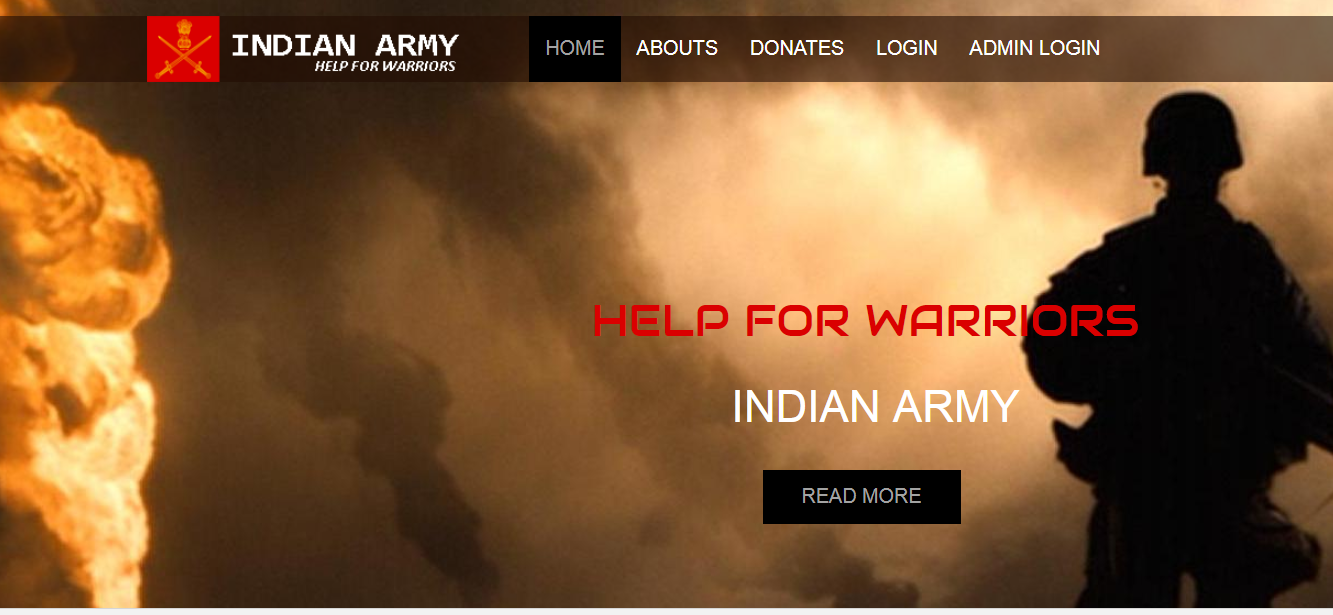 INDIAN ARMY
HELP FOR WARRIORS
HOME ABOUTS DONATES LOGIN ADMIN LOGIN
HELP FOR WARRIORS
INDIAN ARMY
READ MORE